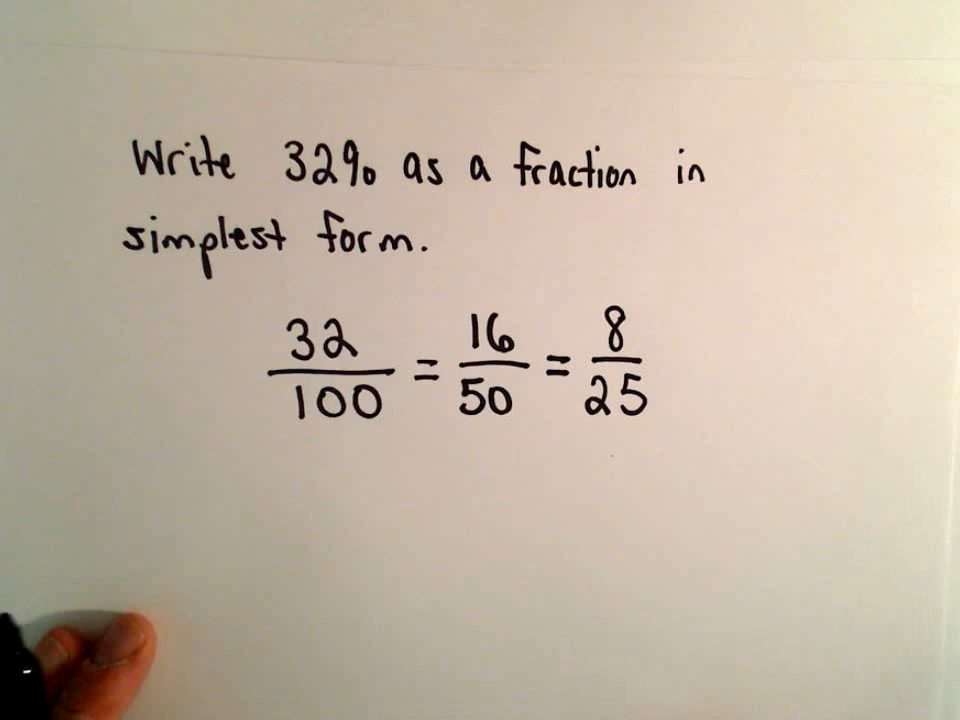 Write 32% as a fraction in
simplest form.
32/100 = 16/50 = 8/25